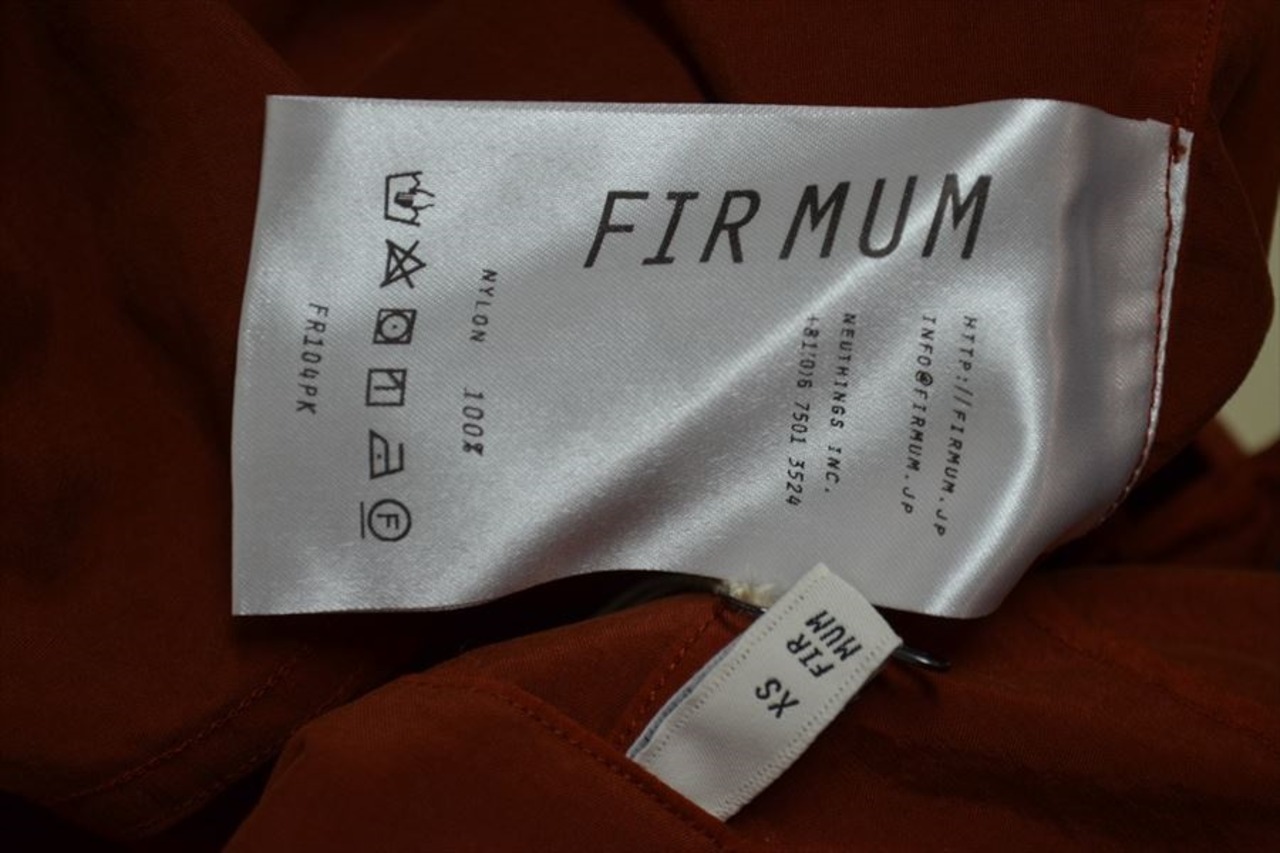 FIRMUM
HTTP://FIRMUM.JP
INFO@FIRMUM.JP
NEUTHINGS INC.
+81(0)6 7501 3524
NYLON 100%
F
FR104PK
FIR
MUM
XS